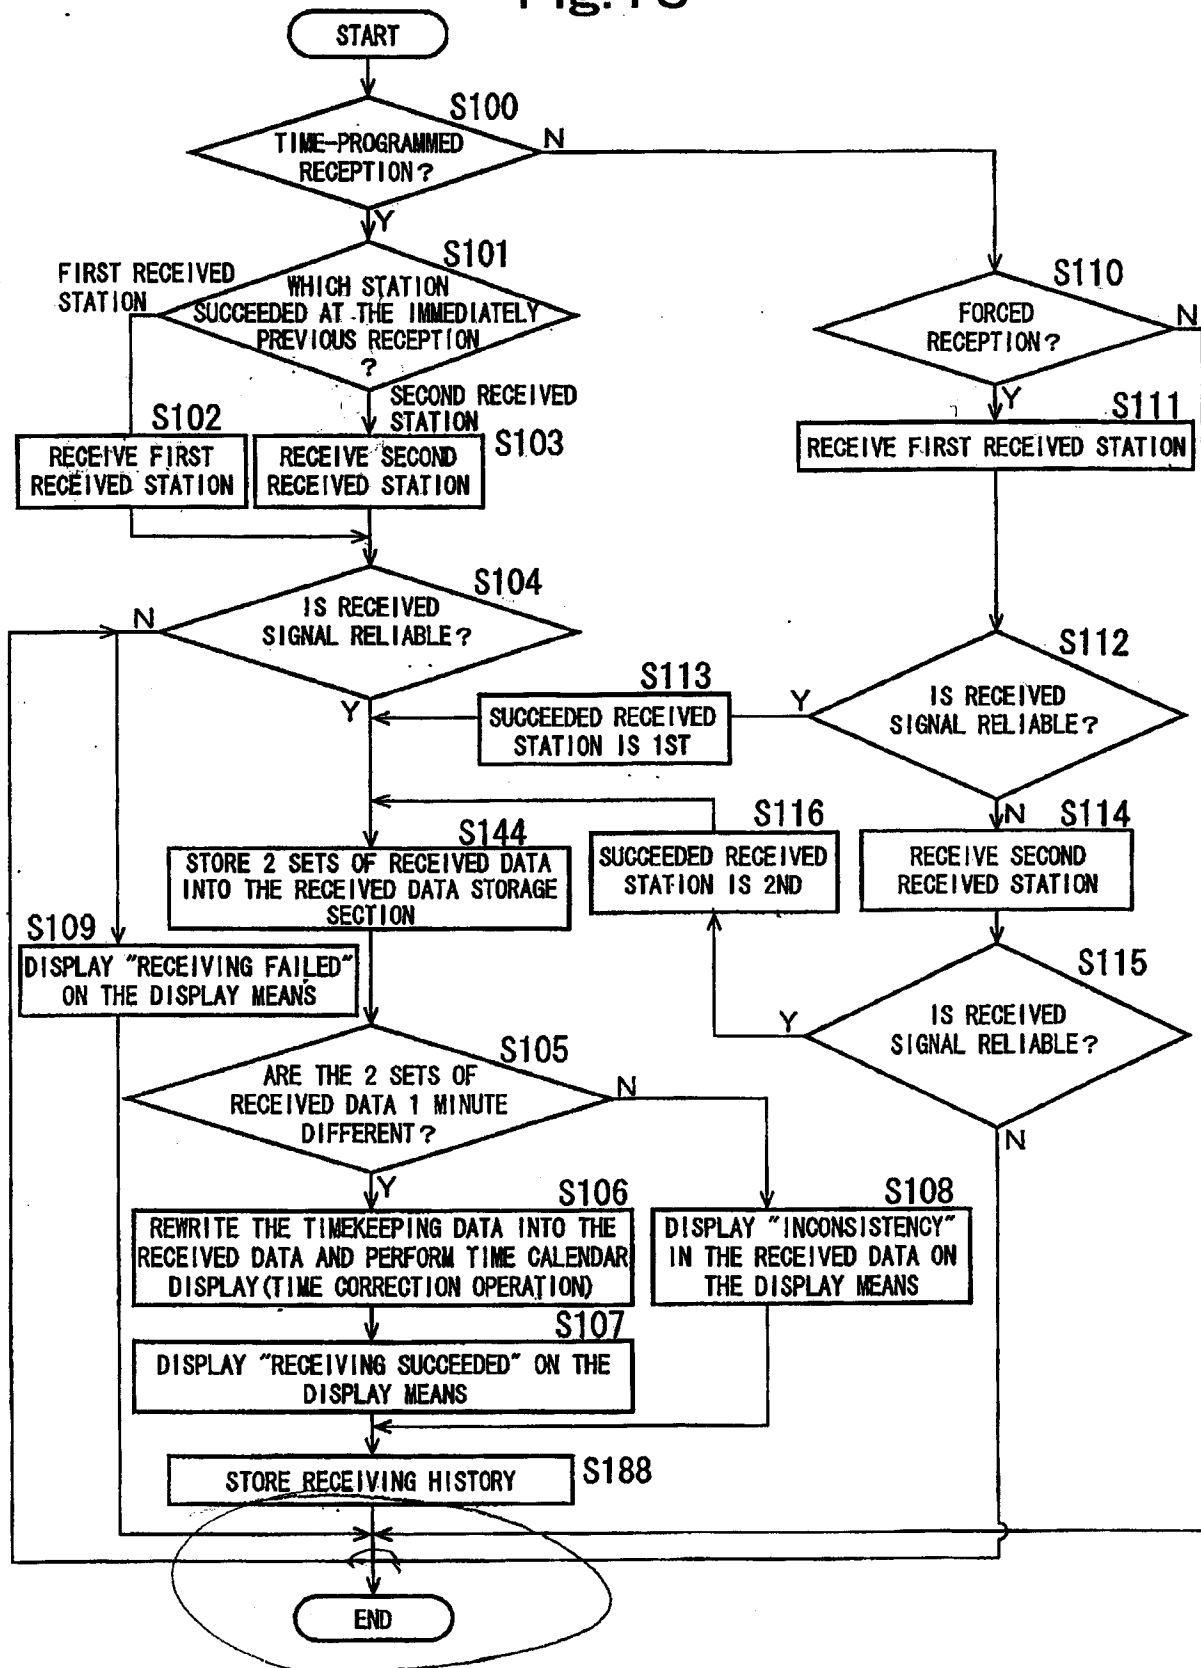 START
S100
TIME-PROGRAMMED
RECEPTION?
N
Y
S101
FIRST RECEIVED
STATION
WHICH STATION
SUCCEEDED AT THE IMMEDIATELY
PREVIOUS RECEPTION
?
SECOND RECEIVED
STATION
S110
FORCED
RECEPTION?
N
Y
S111
RECEIVE FIRST RECEIVED STATION
S102
RECEIVE FIRST
RECEIVED STATION
S103
RECEIVE SECOND
RECEIVED STATION
S104
IS RECEIVED
SIGNAL RELIABLE?
N
Y
S112
IS RECEIVED
SIGNAL RELIABLE?
Y
N
S113
SUCCEEDED RECEIVED
STATION IS 1ST
S114
RECEIVE SECOND
RECEIVED STATION
S116
SUCCEEDED RECEIVED
STATION IS 2ND
S144
STORE 2 SETS OF RECEIVED DATA
INTO THE RECEIVED DATA STORAGE
SECTION
S109
DISPLAY "RECEIVING FAILED"
ON THE DISPLAY MEANS
S115
IS RECEIVED
SIGNAL RELIABLE?
Y
N
S105
ARE THE 2 SETS OF
RECEIVED DATA 1 MINUTE
DIFFERENT?
N
Y
S106
REWRITE THE TIMEKEEPING DATA INTO THE
RECEIVED DATA AND PERFORM TIME CALENDAR
DISPLAY(TIME CORRECTION OPERATION)
S108
DISPLAY "INCONSISTENCY"
IN THE RECEIVED DATA ON
THE DISPLAY MEANS
S107
DISPLAY "RECEIVING SUCCEEDED" ON THE
DISPLAY MEANS
STORE RECEIVING HISTORY
S188
END